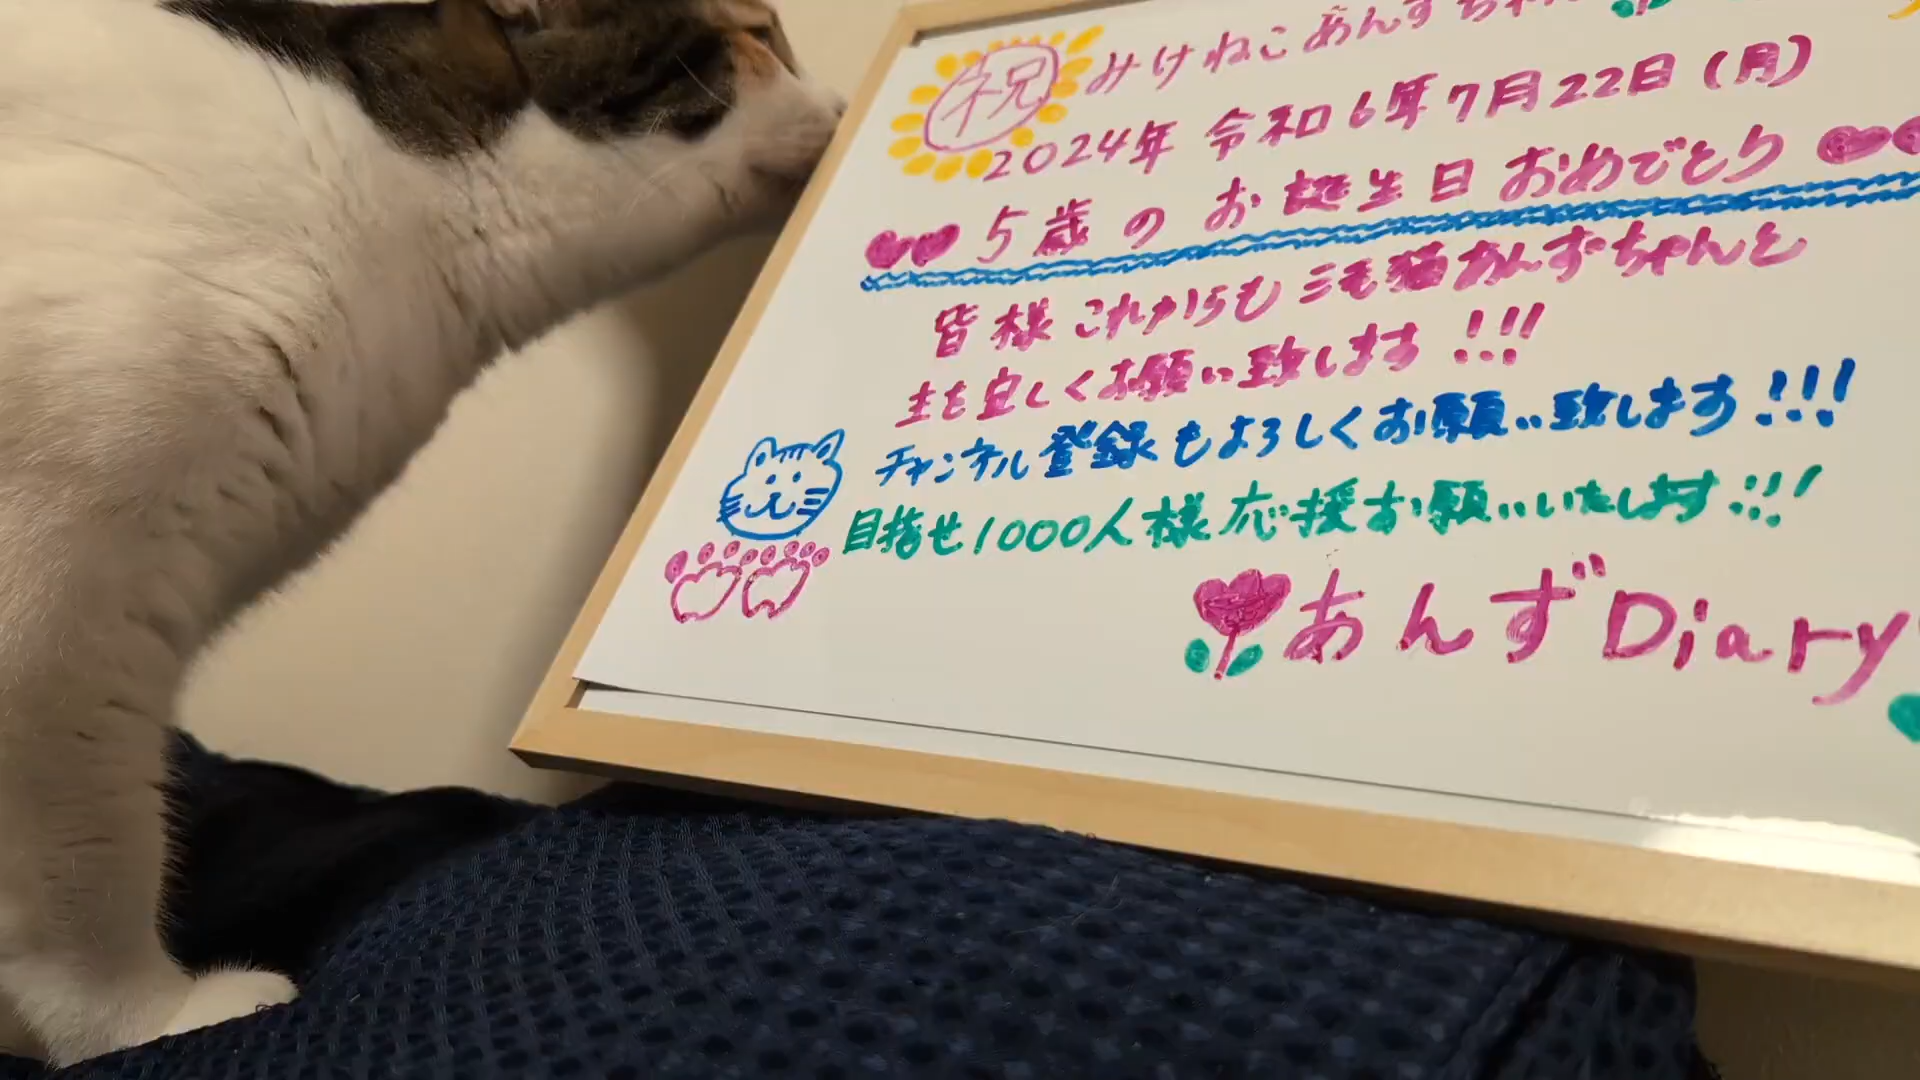 祝 みけねこあんずちゃん
2024年 令和6年7月22日(月)
5歳のお誕生日おめでとう
皆様これからも三毛猫あんずちゃんと
主を宜しくお願い致します!!!
チャンネル登録もよろしくお願い致します!!!
目指せ1000人様応援お願いいたします!!!
あんずDiary